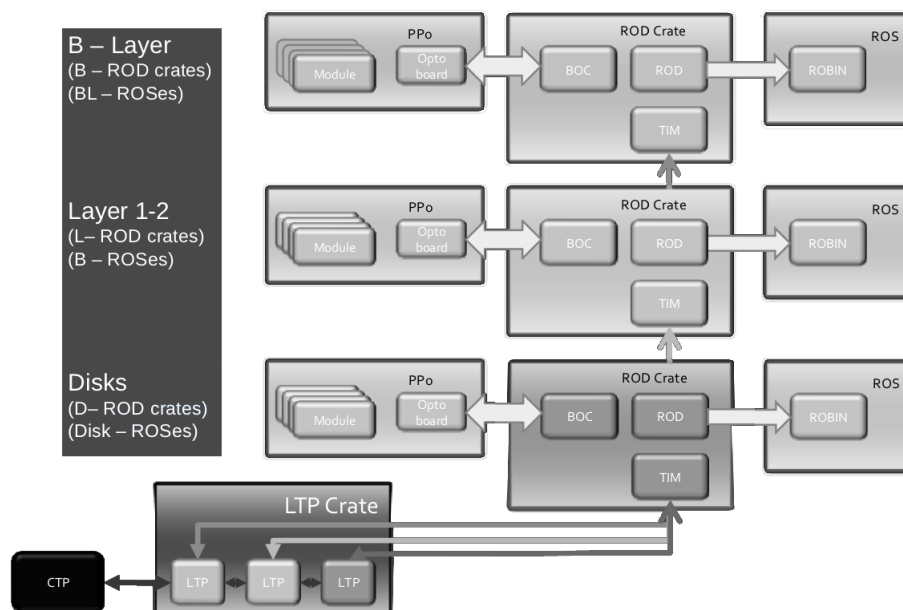 B – Layer
(B – ROD crates)
(BL – ROSes)
PPo
Module
Opto
board
ROD Crate
BOC
ROD
TIM
ROS
ROBIN
Layer 1-2
(L– ROD crates)
(B – ROSes)
PPo
Module
Opto
board
ROD Crate
BOC
ROD
TIM
ROS
ROBIN
Disks
(D– ROD crates)
(Disk – ROSes)
PPo
Module
Opto
board
ROD Crate
BOC
ROD
TIM
ROS
ROBIN
LTP Crate
CTP
LTP
LTP
LTP